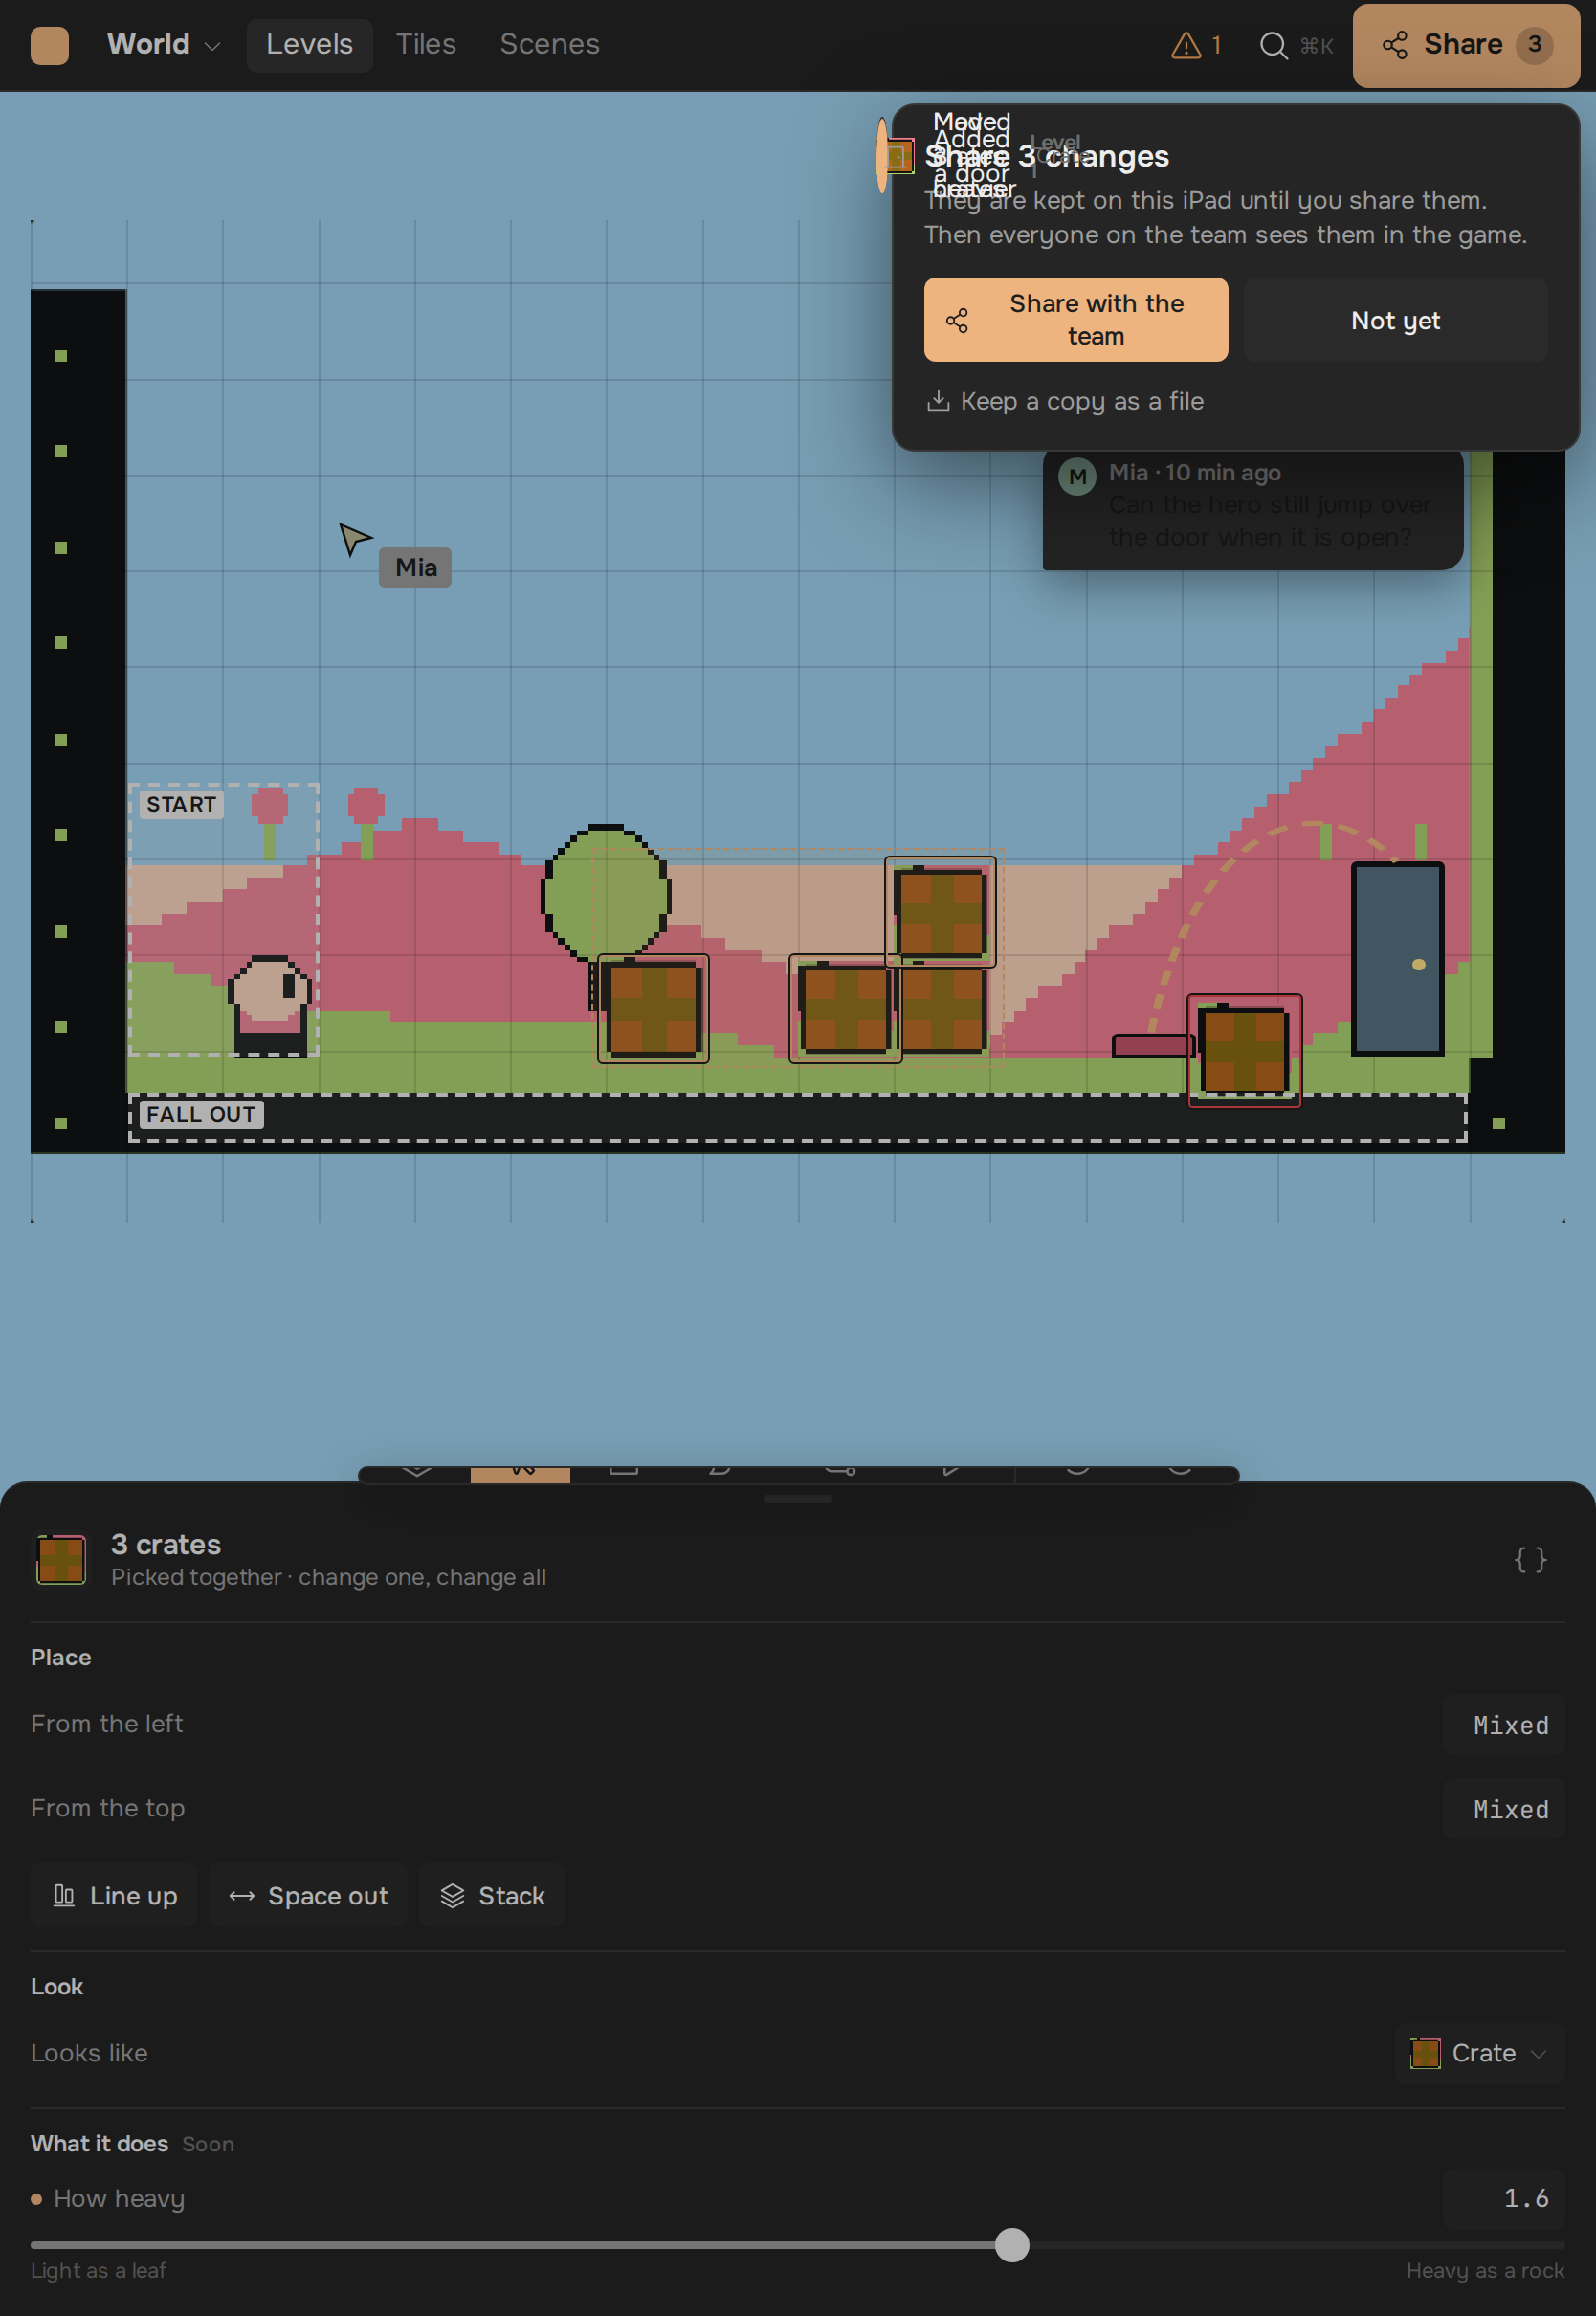 World
Levels
Tiles
Scenes
1
⌘K
Share 3
Moved
Added
a door
Level
Crate
Share 3 changes
They are kept on this iPad until you share them.
Then everyone on the team sees them in the game.
Share with the
team
Not yet
Keep a copy as a file
M
Mia · 10 min ago
Can the hero still jump over
the door when it is open?
Mia
START
FALL OUT
3 crates
Picked together · change one, change all
{ }
Place
From the left
Mixed
From the top
Mixed
Line up
Space out
Stack
Look
Looks like
Crate
What it does Soon
How heavy
1.6
Light as a leaf
Heavy as a rock